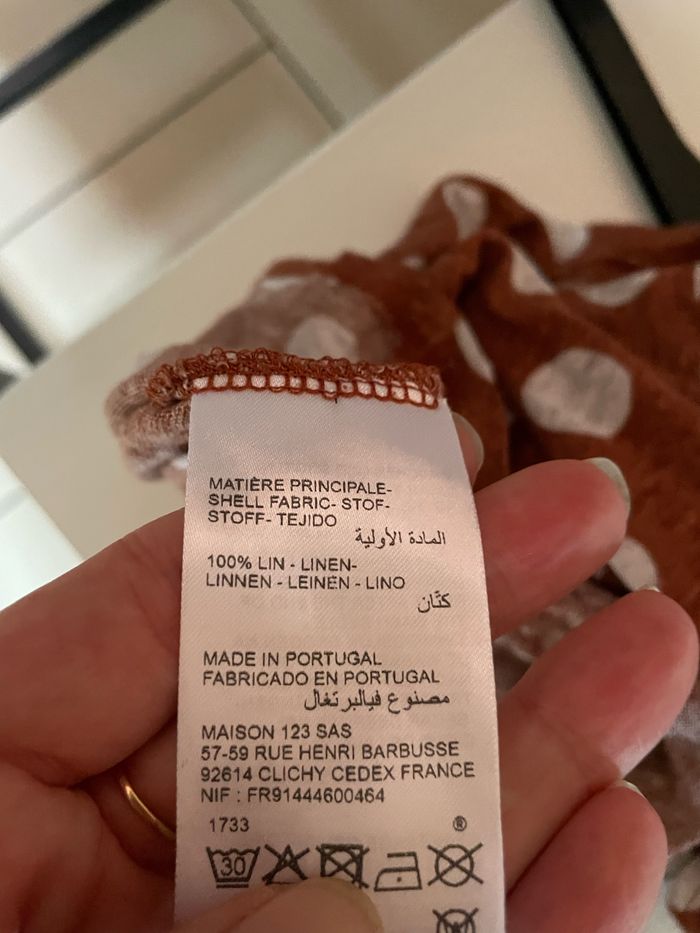 MATIÈRE PRINCIPALE-
SHELL FABRIC- STOF-
STOFF- TEJIDO
المادة الأولية
100% LIN - LINEN-
LINNEN - LEINEN - LINO
كتّان
MADE IN PORTUGAL
FABRICADO EN PORTUGAL
مصنوع فيالبرتغال
MAISON 123 SAS
57-59 RUE HENRI BARBUSSE
92614 CLICHY CEDEX FRANCE
NIF : FR91444600464
1733 ®
30